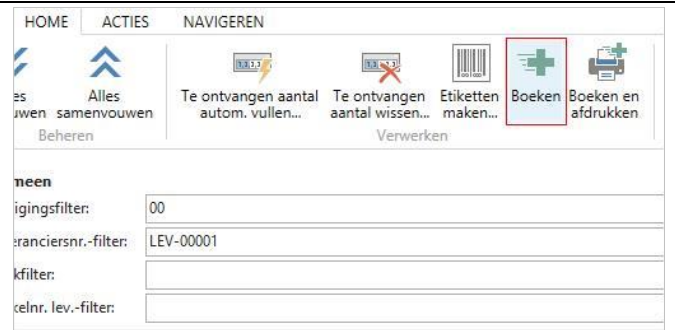 HOME ACTIES NAVIGEREN
es Alles Te ontvangen aantal Te ontvangen Etiketten Boeken Boeken en
uwen samenvouwen autom. vullen... aantal wissen... maken... afdrukken
Beheren Verwerken
meen
igingsfilter: 00
eranciersnr.-filter: LEV-00001
kfilter:
kelnr. lev.-filter: